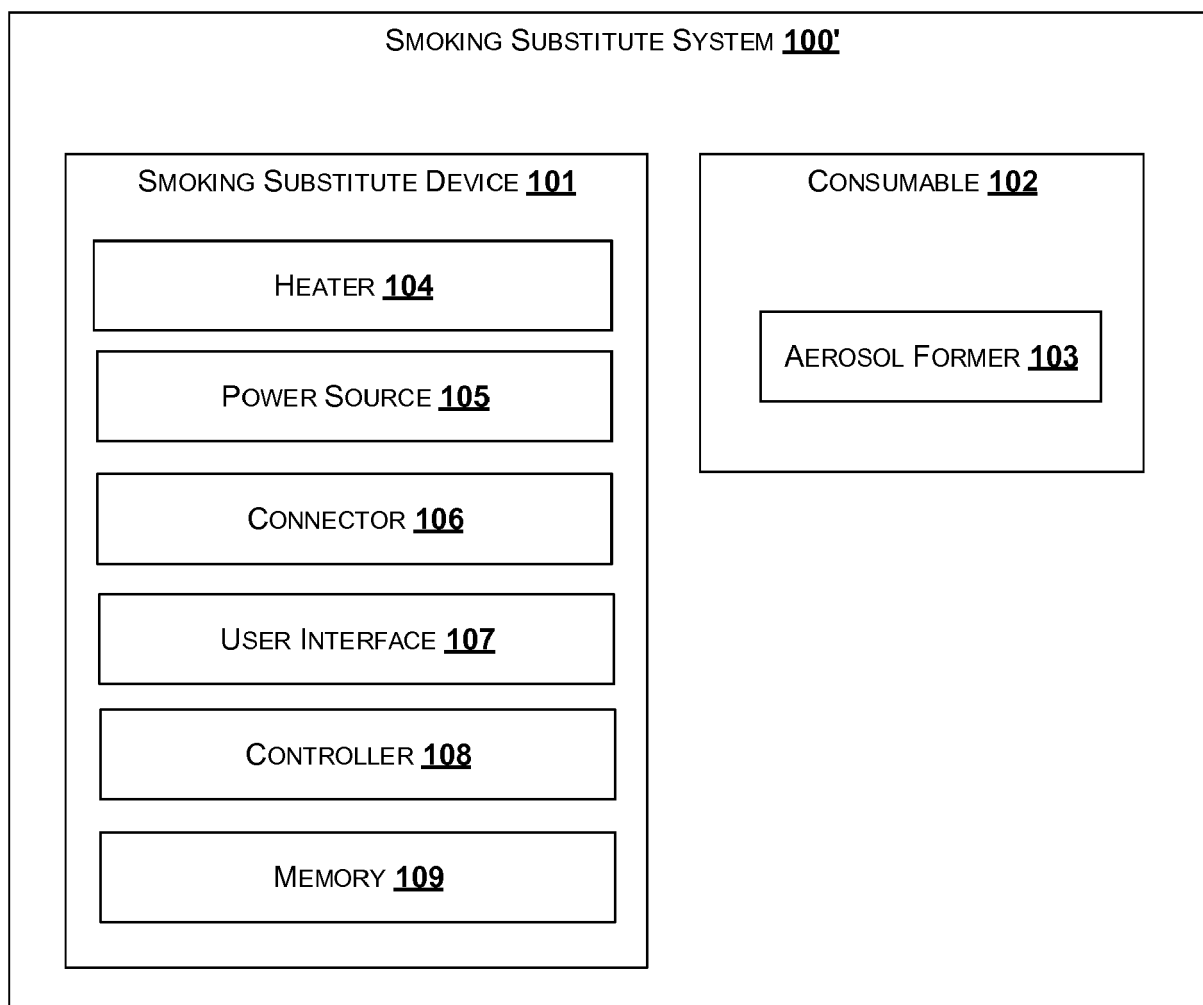 SMOKING SUBSTITUTE SYSTEM 100'
SMOKING SUBSTITUTE DEVICE 101
HEATER 104
POWER SOURCE 105
CONNECTOR 106
USER INTERFACE 107
CONTROLLER 108
MEMORY 109
CONSUMABLE 102
AEROSOL FORMER 103